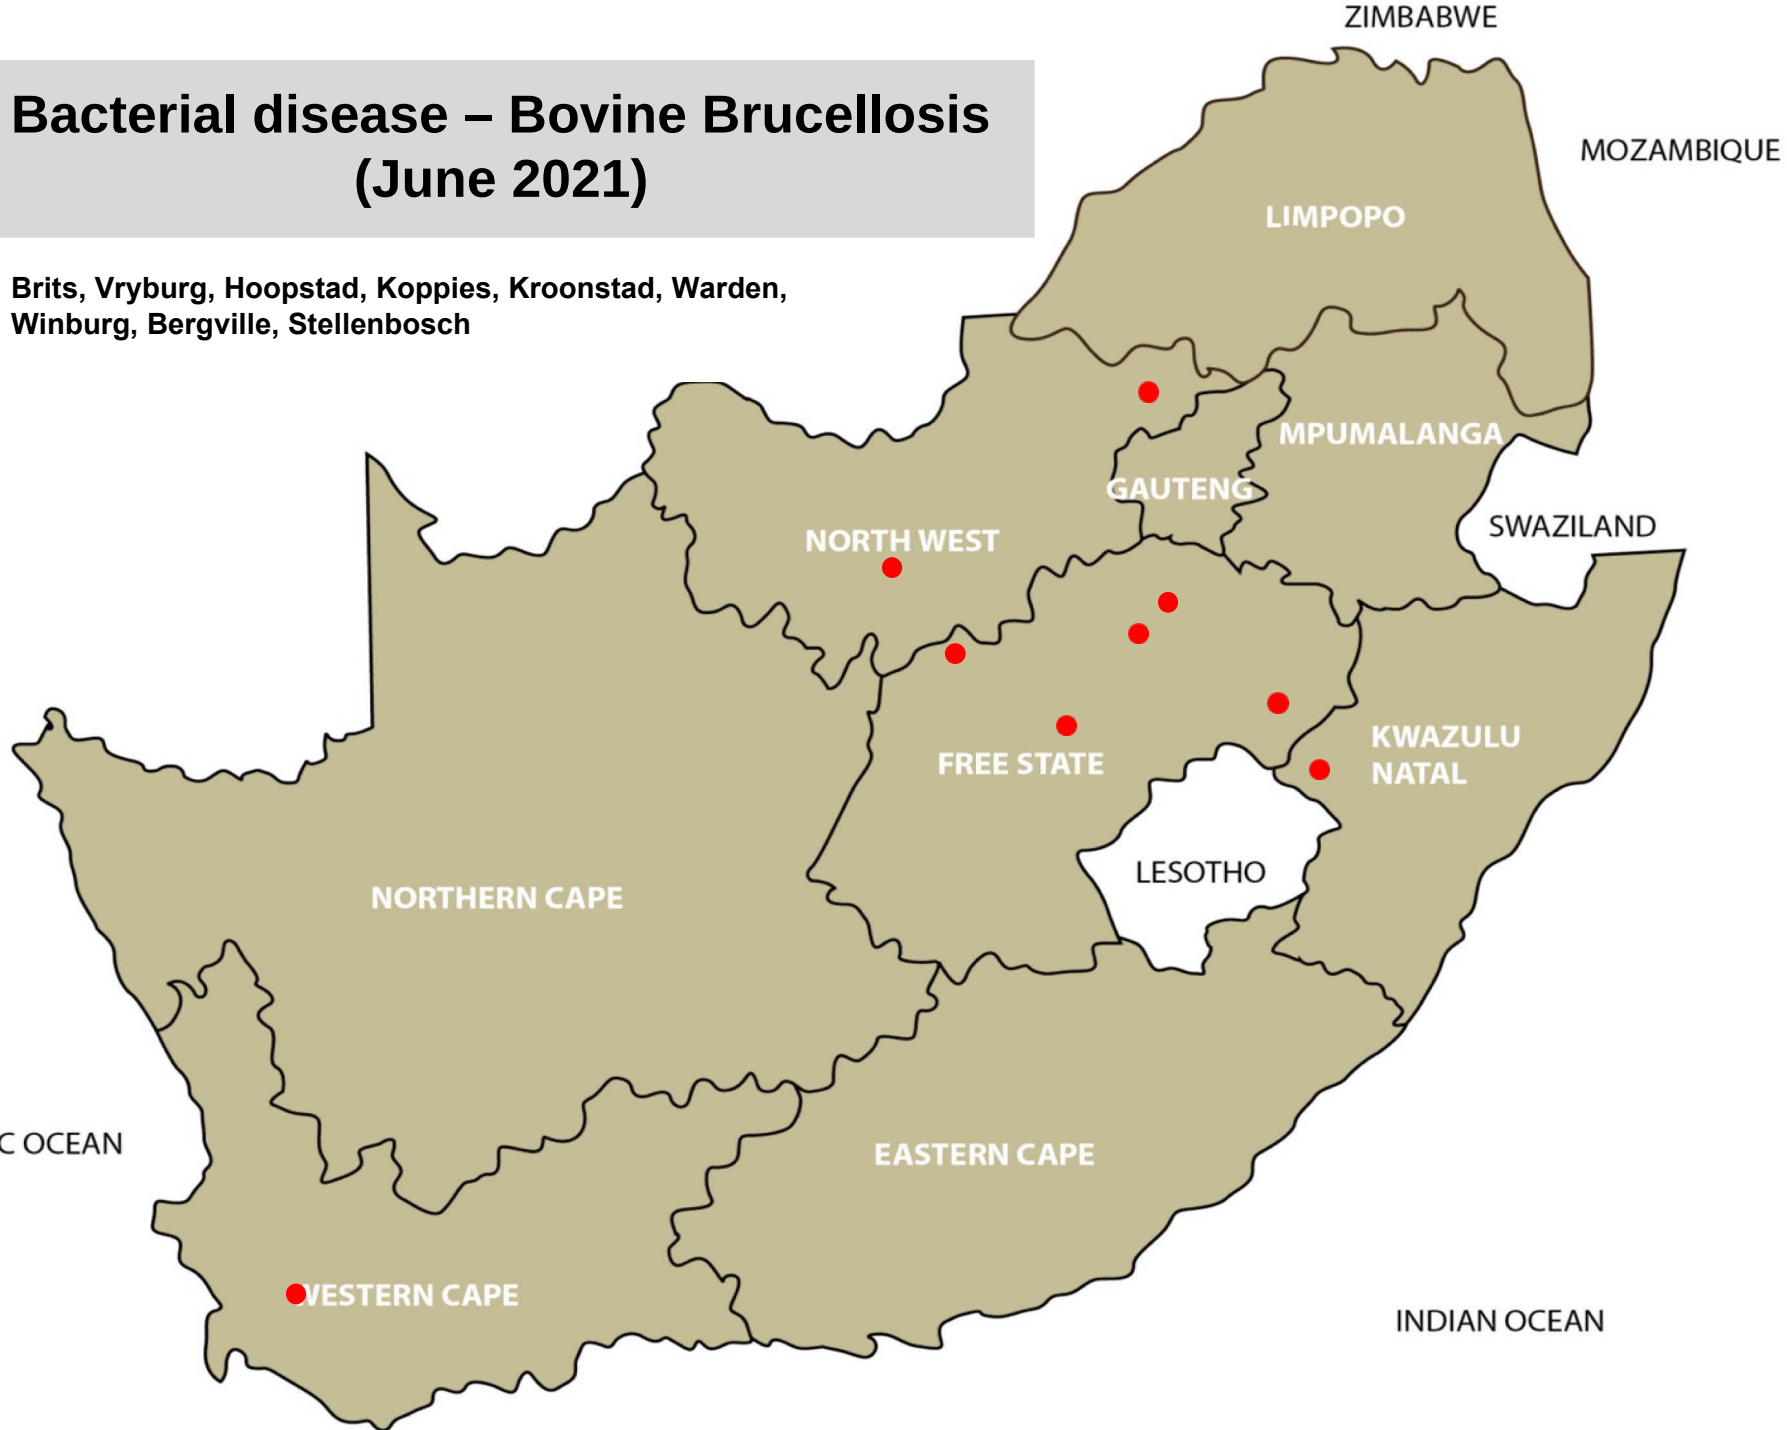 ZIMBABWE
Bacterial disease – Bovine Brucellosis
(June 2021)
MOZAMBIQUE
LIMPOPO
Brits, Vryburg, Hoopstad, Koppies, Kroonstad, Warden,
Winburg, Bergville, Stellenbosch
MPUMALANGA
GAUTENG
SWAZILAND
NORTH WEST
KWAZULU
NATAL
FREE STATE
LESOTHO
NORTHERN CAPE
C OCEAN
EASTERN CAPE
WESTERN CAPE
INDIAN OCEAN